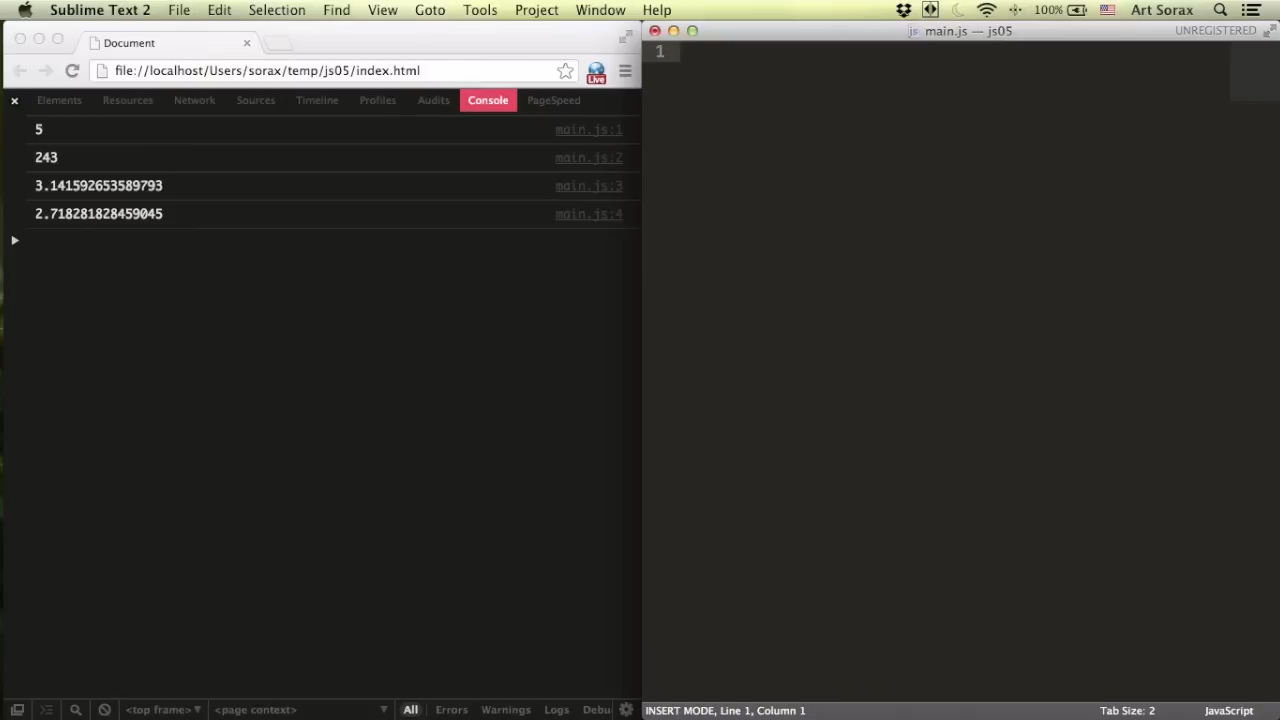 Sublime Text 2 File Edit Selection Find View Goto Tools Project Window Help 100% Art Sorax
Document
file://localhost/Users/sorax/temp/js05/index.html
Live
Elements Resources Network Sources Timeline Profiles Audits Console PageSpeed
5 main.js:1
243 main.js:2
3.141592653589793 main.js:3
2.718281828459045 main.js:4
<top frame> <page context> All Errors Warnings Logs Debu
js main.js — js05 UNREGISTERED
1
INSERT MODE, Line 1, Column 1 Tab Size: 2 JavaScript